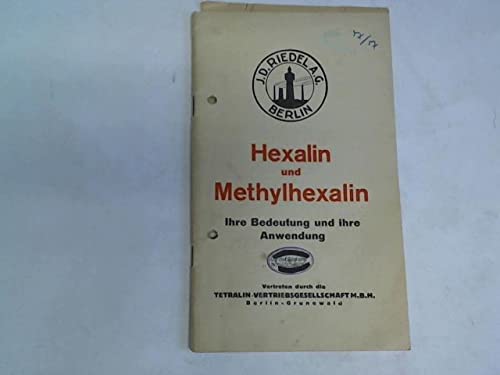 J.D. RIEDEL A.G.
BERLIN
Hexalin
und
Methylhexalin
Ihre Bedeutung und ihre
Anwendung
Vertreten durch die
TETRALIN-VERTRIEBSGESELLSCHAFT M.B.H.
Berlin-Grunewald